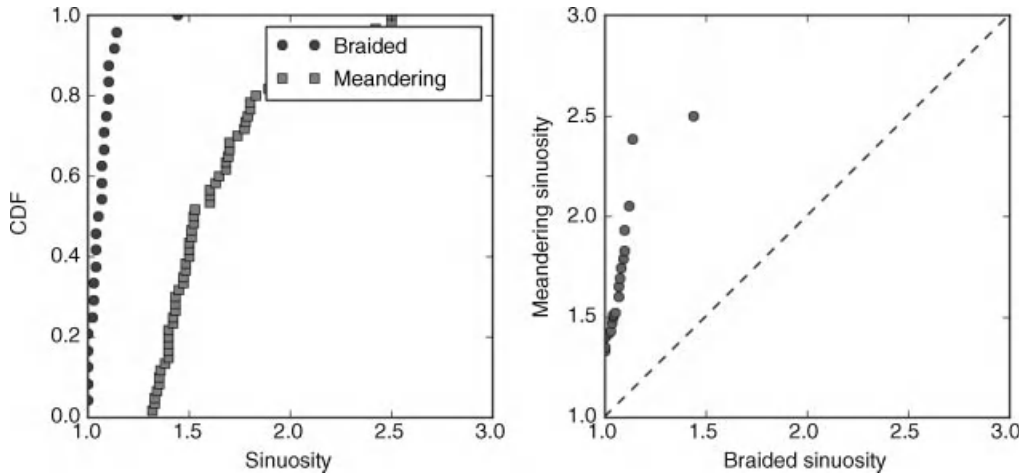 1.0
0.8
0.6
0.4
0.2
0.0
CDF
1.0 1.5 2.0 2.5 3.0
Sinuosity
Braided
Meandering
3.0
2.5
2.0
1.5
1.0
Meandering sinuosity
1.0 1.5 2.0 2.5 3.0
Braided sinuosity